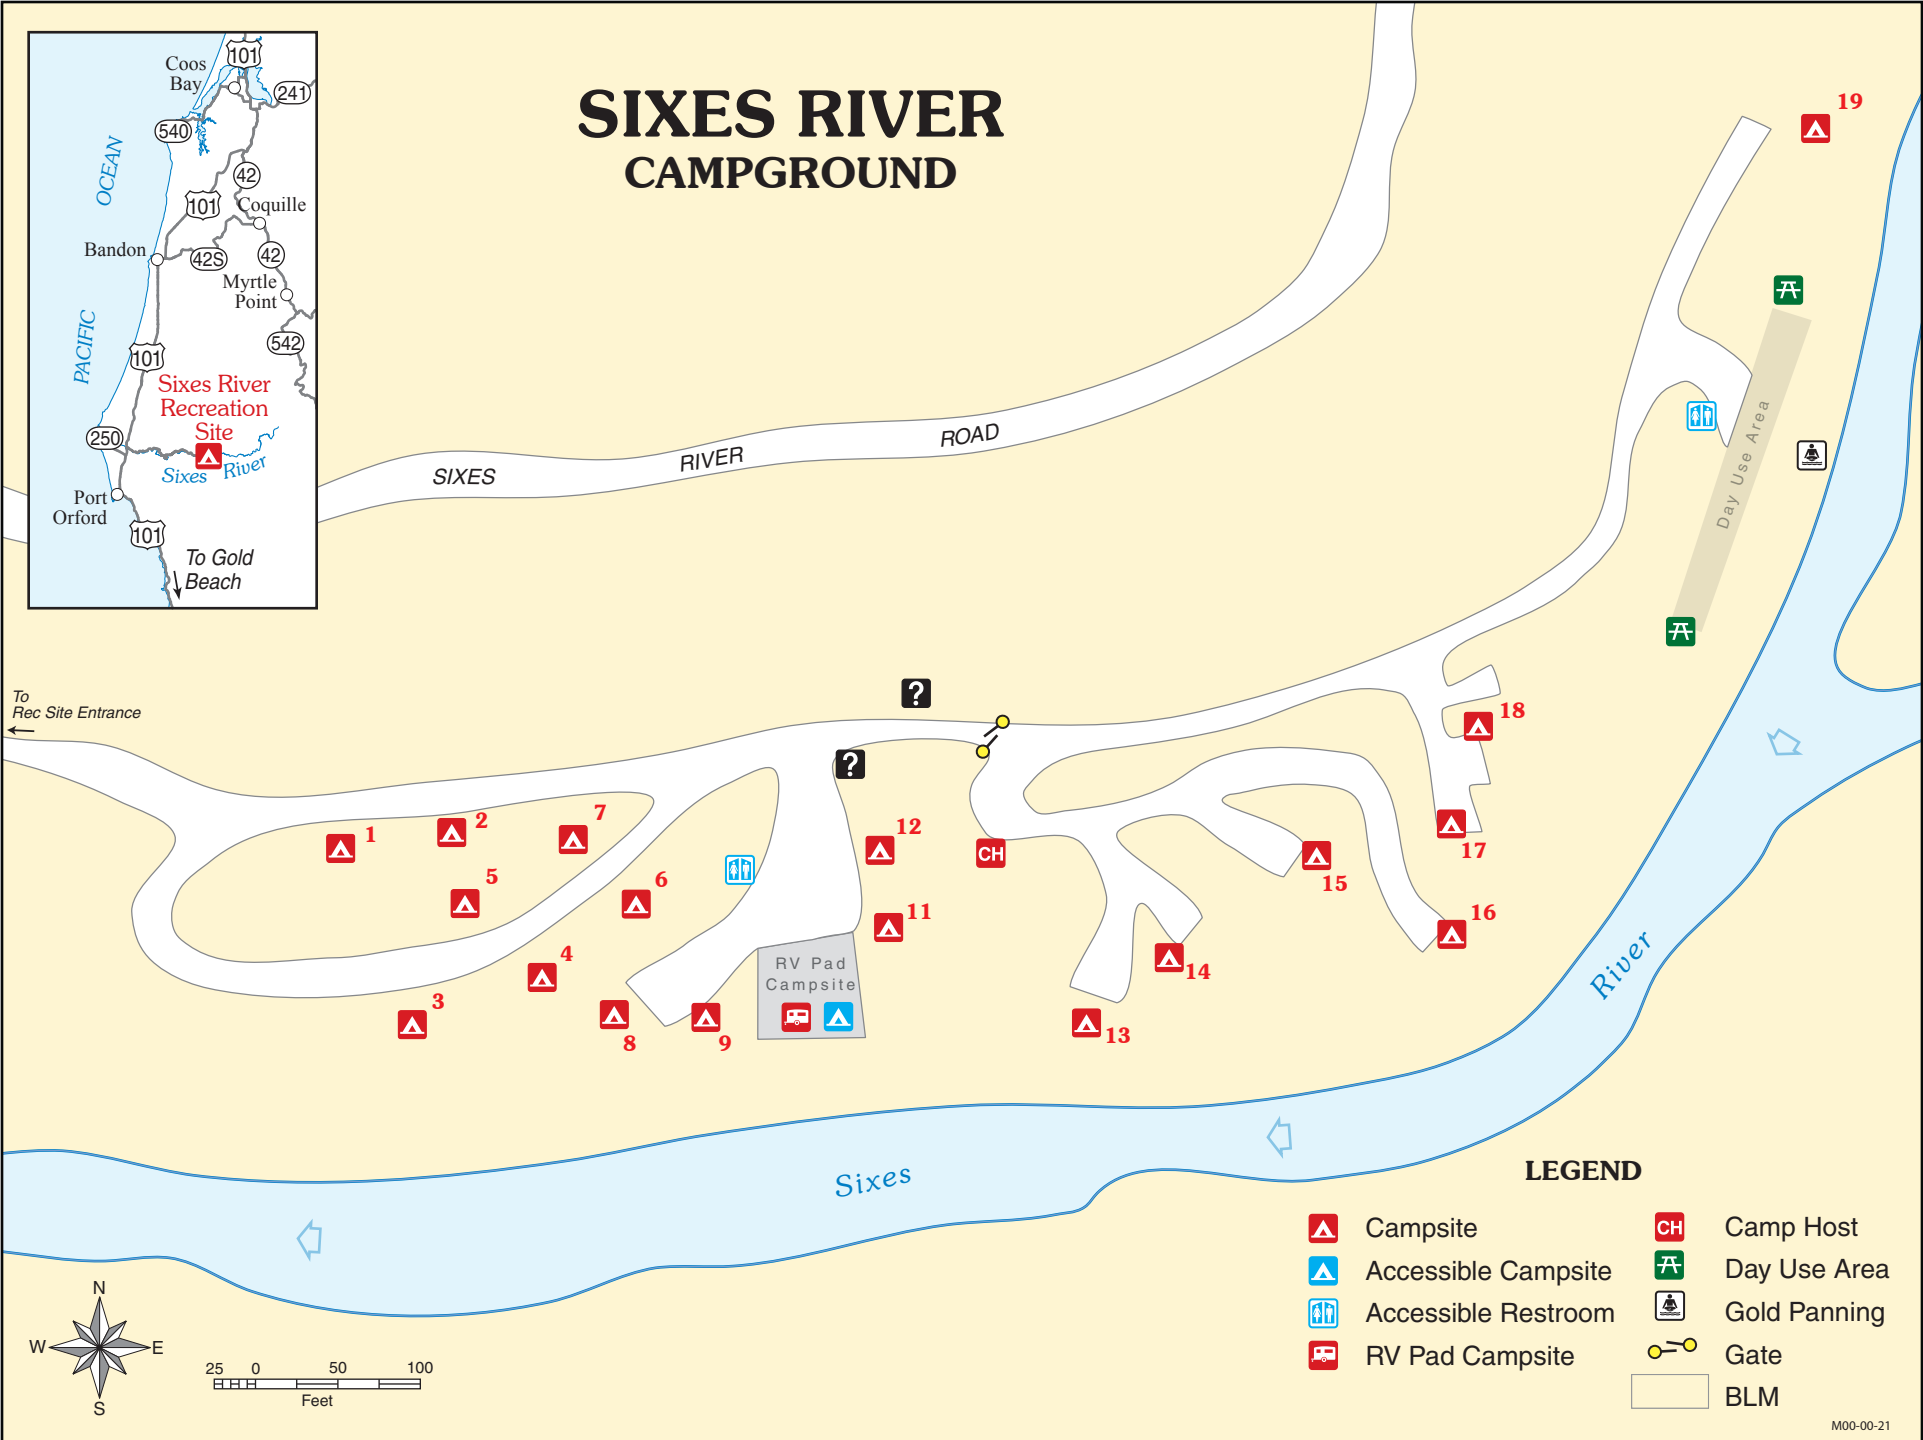 SIXES RIVER
CAMPGROUND
Coos
Bay
101
241
540
OCEAN
42
101
Coquille
Bandon
42S
42
Myrtle
Point
PACIFIC
101
542
Sixes River
Recreation
Site
250
Sixes River
Port
Orford
101
To Gold
Beach
SIXES RIVER ROAD
19
Day Use Area
To
Rec Site Entrance
?
?
18
1
2
7
12
CH
17
5
6
15
11
16
4
RV Pad
Campsite
14
3
8
9
13
River
Sixes
LEGEND
Campsite
Accessible Campsite
Accessible Restroom
RV Pad Campsite
CH Camp Host
Day Use Area
Gold Panning
Gate
BLM
N
W E
S
25 0 50 100
Feet
M00-00-21